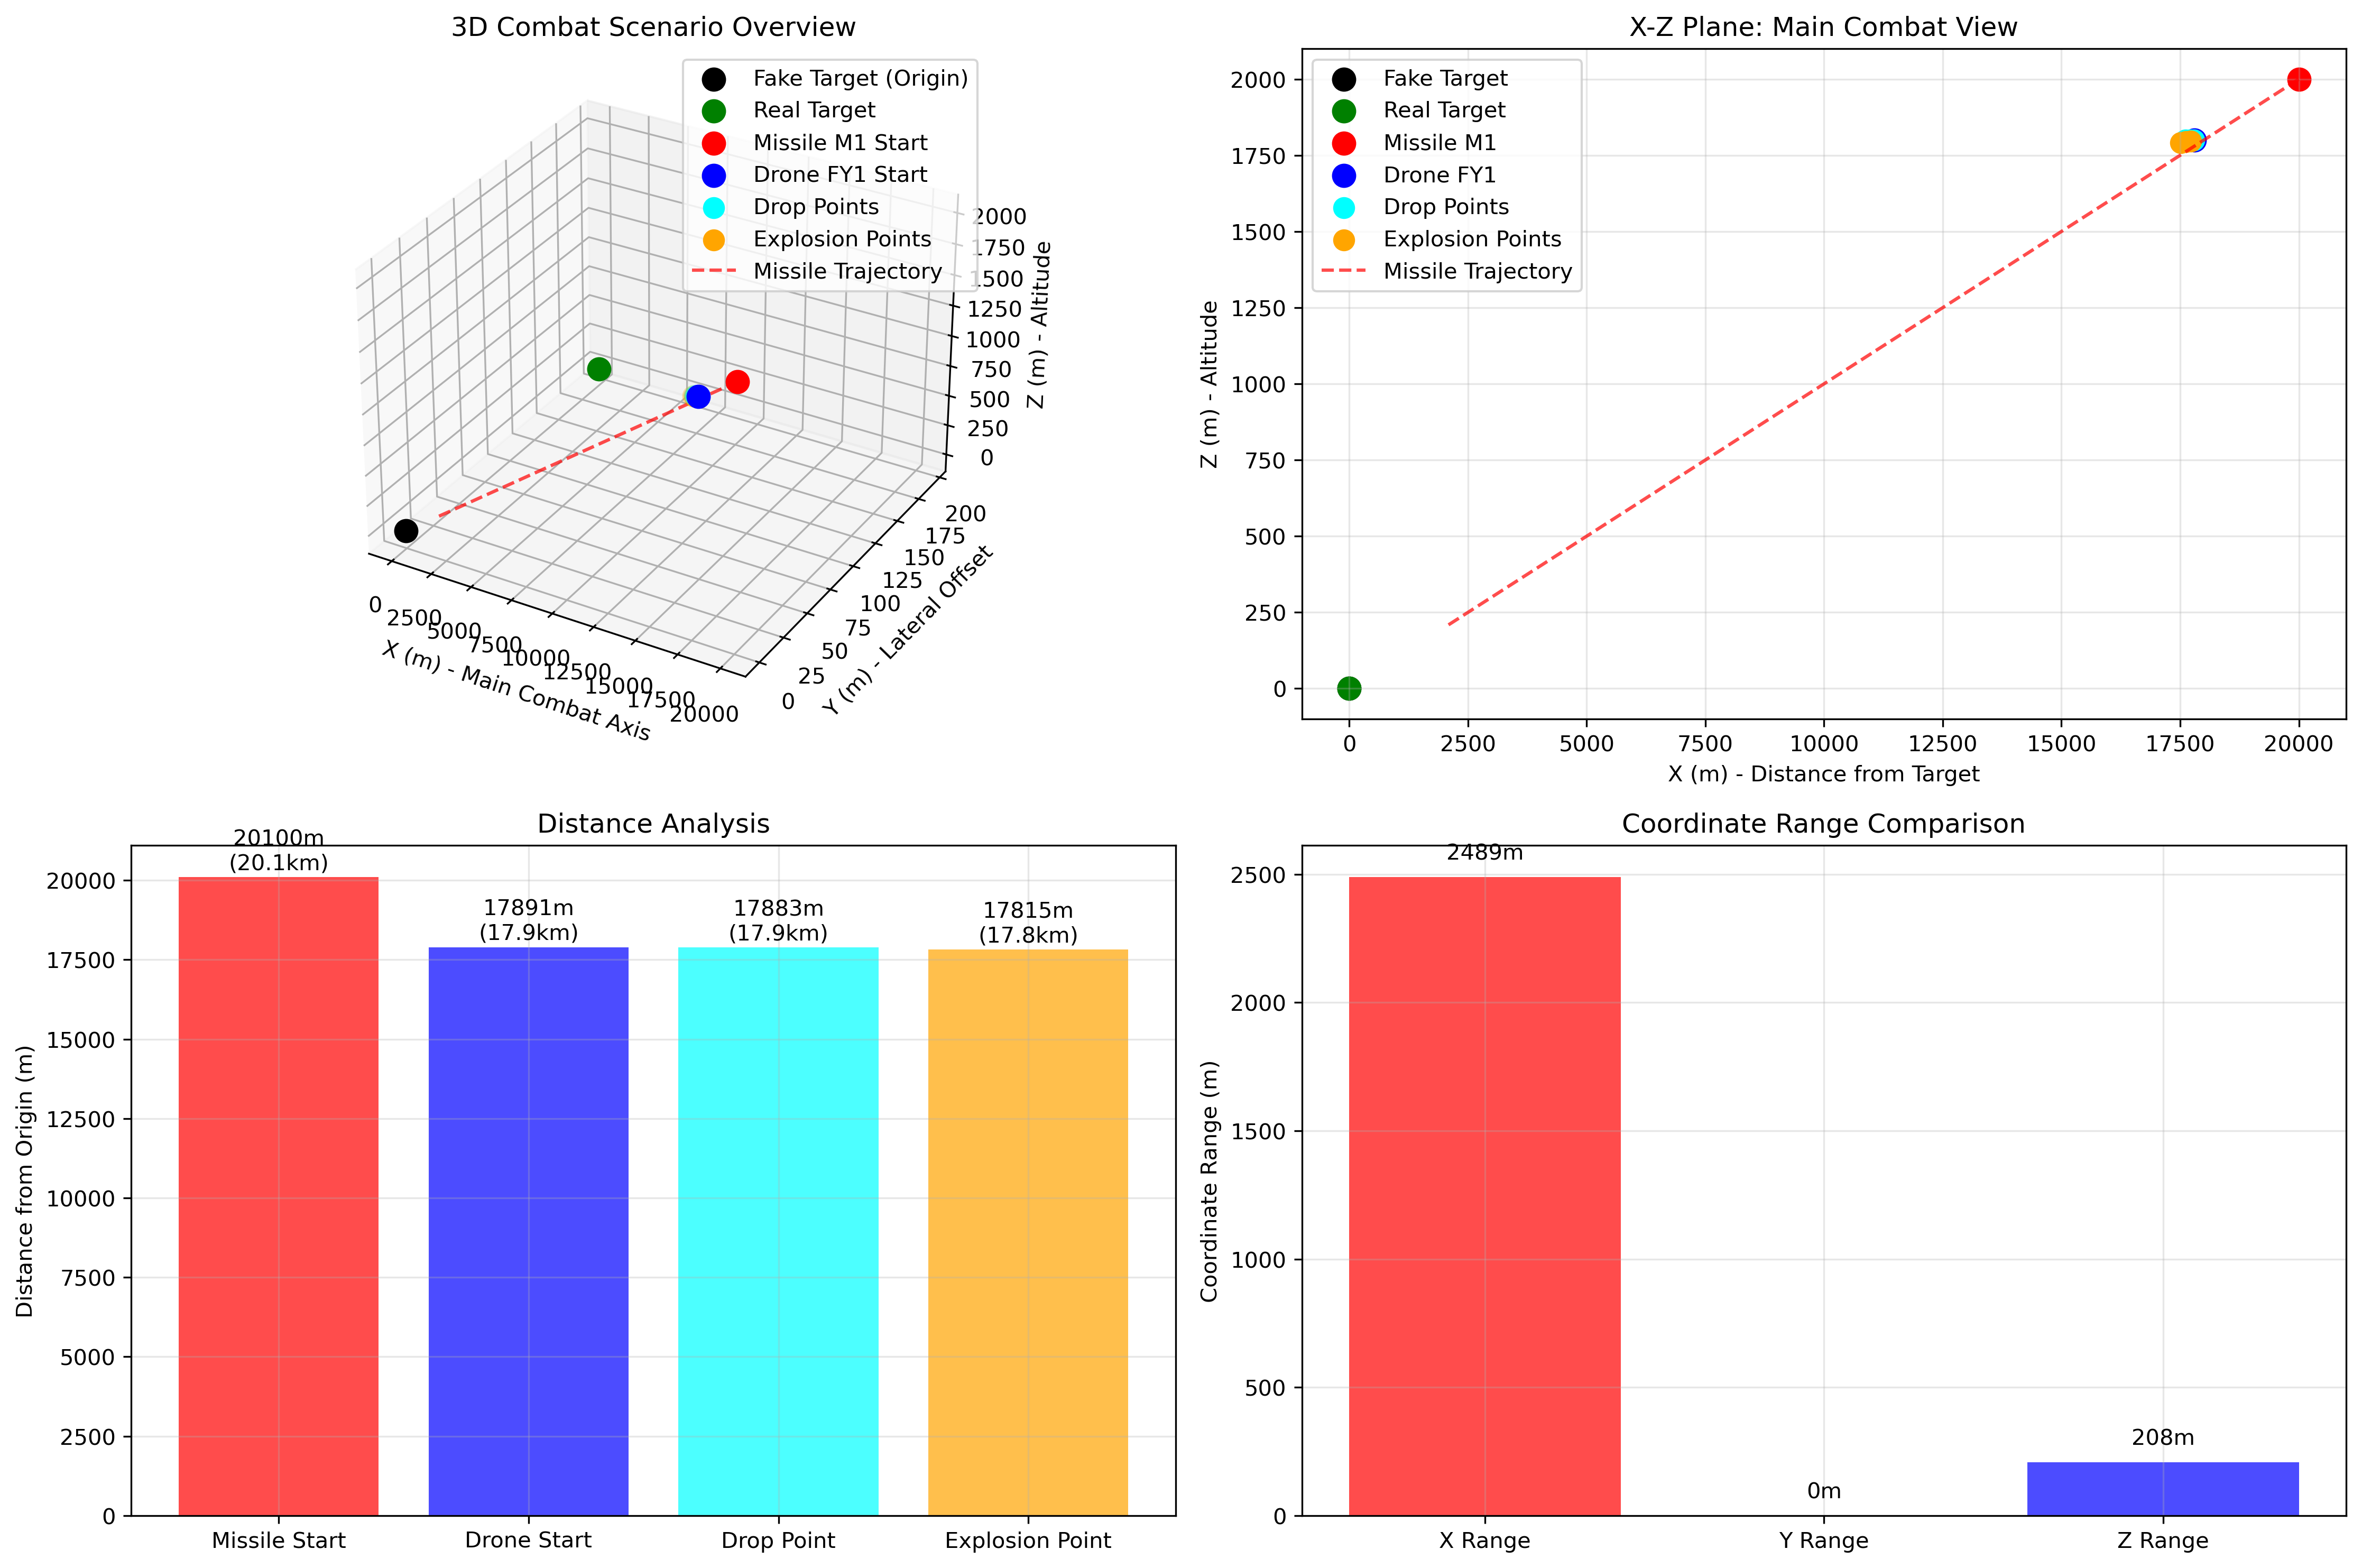 3D Combat Scenario Overview
Fake Target (Origin)
Real Target
Missile M1 Start
Drone FY1 Start
Drop Points
Explosion Points
Missile Trajectory
2000
1750
1500
1250
1000
750
500
250
0
Z (m) - Altitude
200
175
150
125
100
75
50
25
0
Y (m) - Lateral Offset
0
2500
5000
7500
10000
12500
15000
17500
20000
X (m) - Main Combat Axis
X-Z Plane: Main Combat View
Fake Target
Real Target
Missile M1
Drone FY1
Drop Points
Explosion Points
Missile Trajectory
2000
1750
1500
1250
1000
750
500
250
0
Z (m) - Altitude
0 2500 5000 7500 10000 12500 15000 17500 20000
X (m) - Distance from Target
Distance Analysis
20100m
(20.1km)
17891m
(17.9km)
17883m
(17.9km)
17815m
(17.8km)
20000
17500
15000
12500
10000
7500
5000
2500
0
Distance from Origin (m)
Missile Start Drone Start Drop Point Explosion Point
Coordinate Range Comparison
2489m
0m
208m
2500
2000
1500
1000
500
0
Coordinate Range (m)
X Range Y Range Z Range